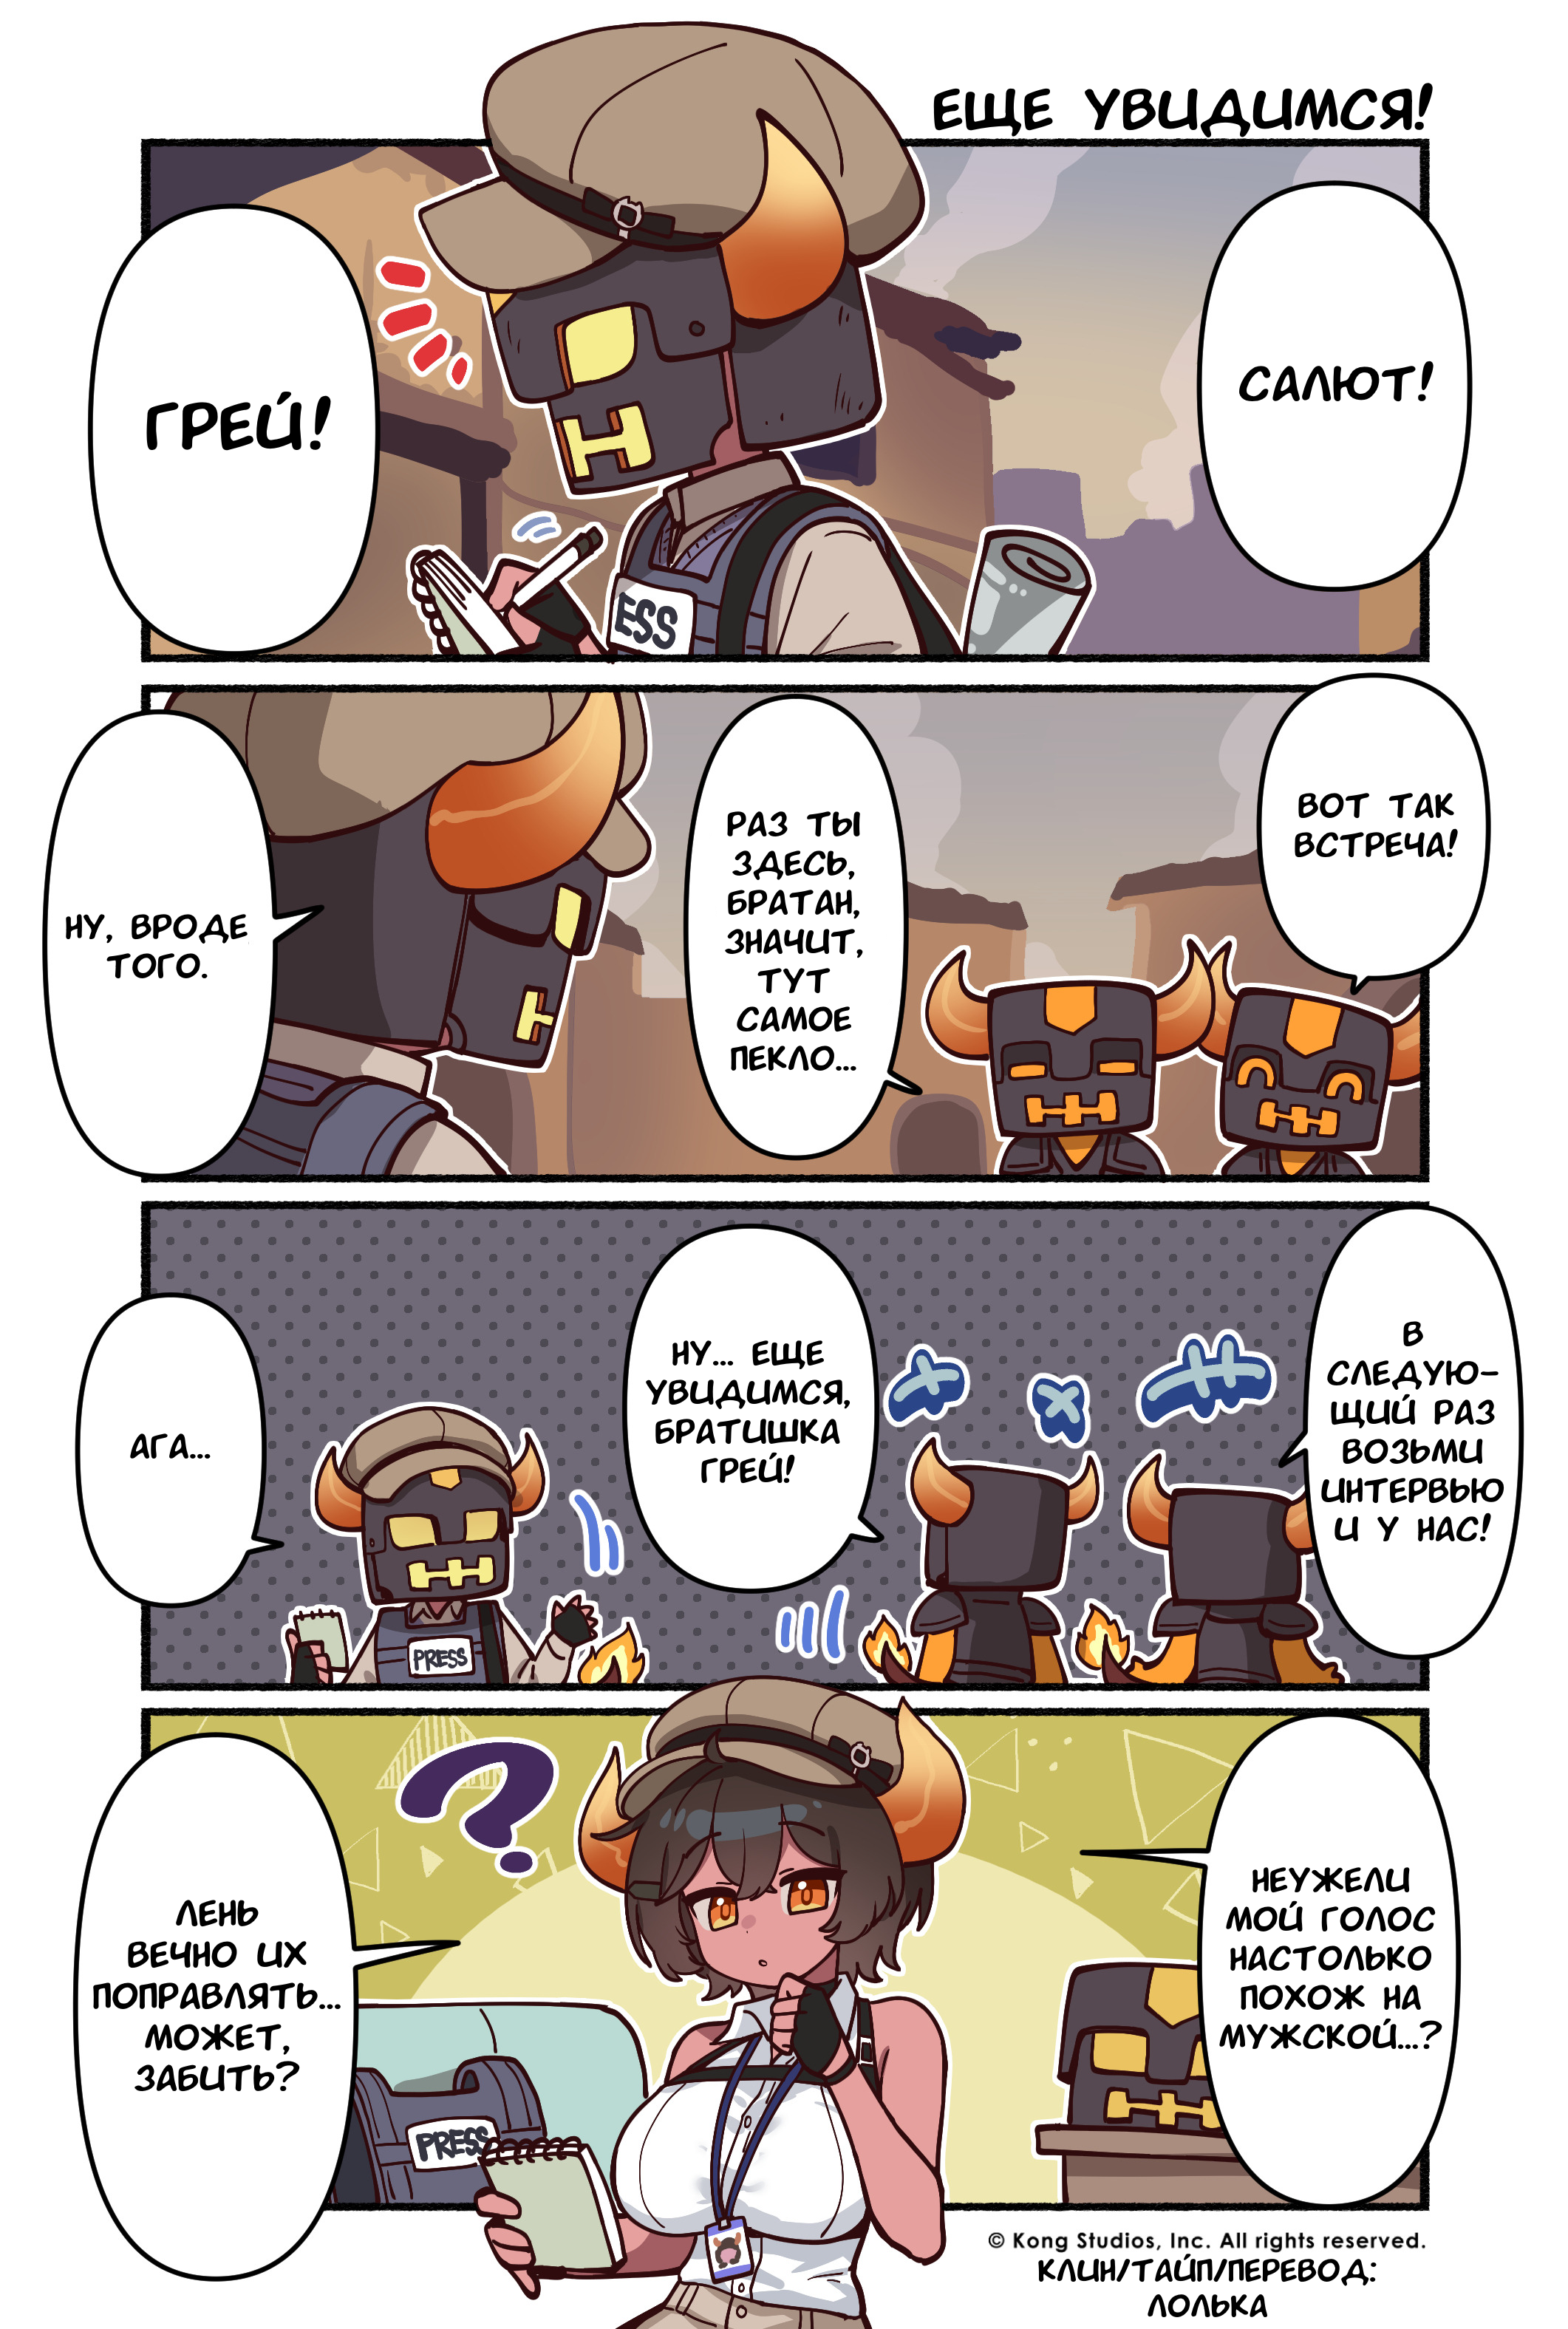 ЕЩЕ УВИДИМСЯ!
САЛЮТ!
ГРЕЙ!
ESS
ВОТ ТАК
ВСТРЕЧА!
РАЗ ТЫ
ЗДЕСЬ,
БРАТАН,
ЗНАЧИТ,
ТУТ
САМОЕ
ПЕКЛО...
НУ, ВРОДЕ
ТОГО.
В
СЛЕДУЮ-
ЩИЙ РАЗ
ВОЗЬМИ
ИНТЕРВЬЮ
И У НАС!
НУ... ЕЩЕ
УВИДИМСЯ,
БРАТИШКА
ГРЕЙ!
АГА...
PRESS
НЕУЖЕЛИ
МОЙ ГОЛОС
НАСТОЛЬКО
ПОХОЖ НА
МУЖСКОЙ...?
?
ЛЕНЬ
ВЕЧНО ИХ
ПОПРАВЛЯТЬ...
МОЖЕТ,
ЗАБИТЬ?
PRESS
© Kong Studios, Inc. All rights reserved.
КЛИН/ТАЙП/ПЕРЕВОД:
ЛОЛЬКА